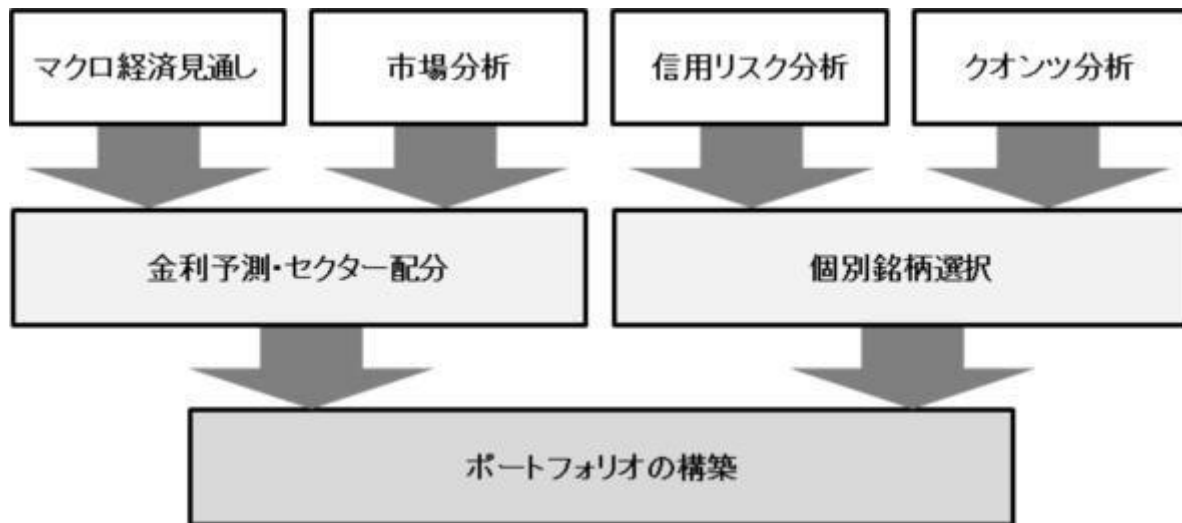 マクロ経済見通し
市場分析
信用リスク分析
クオンツ分析
金利予測・セクター配分
個別銘柄選択
ポートフォリオの構築